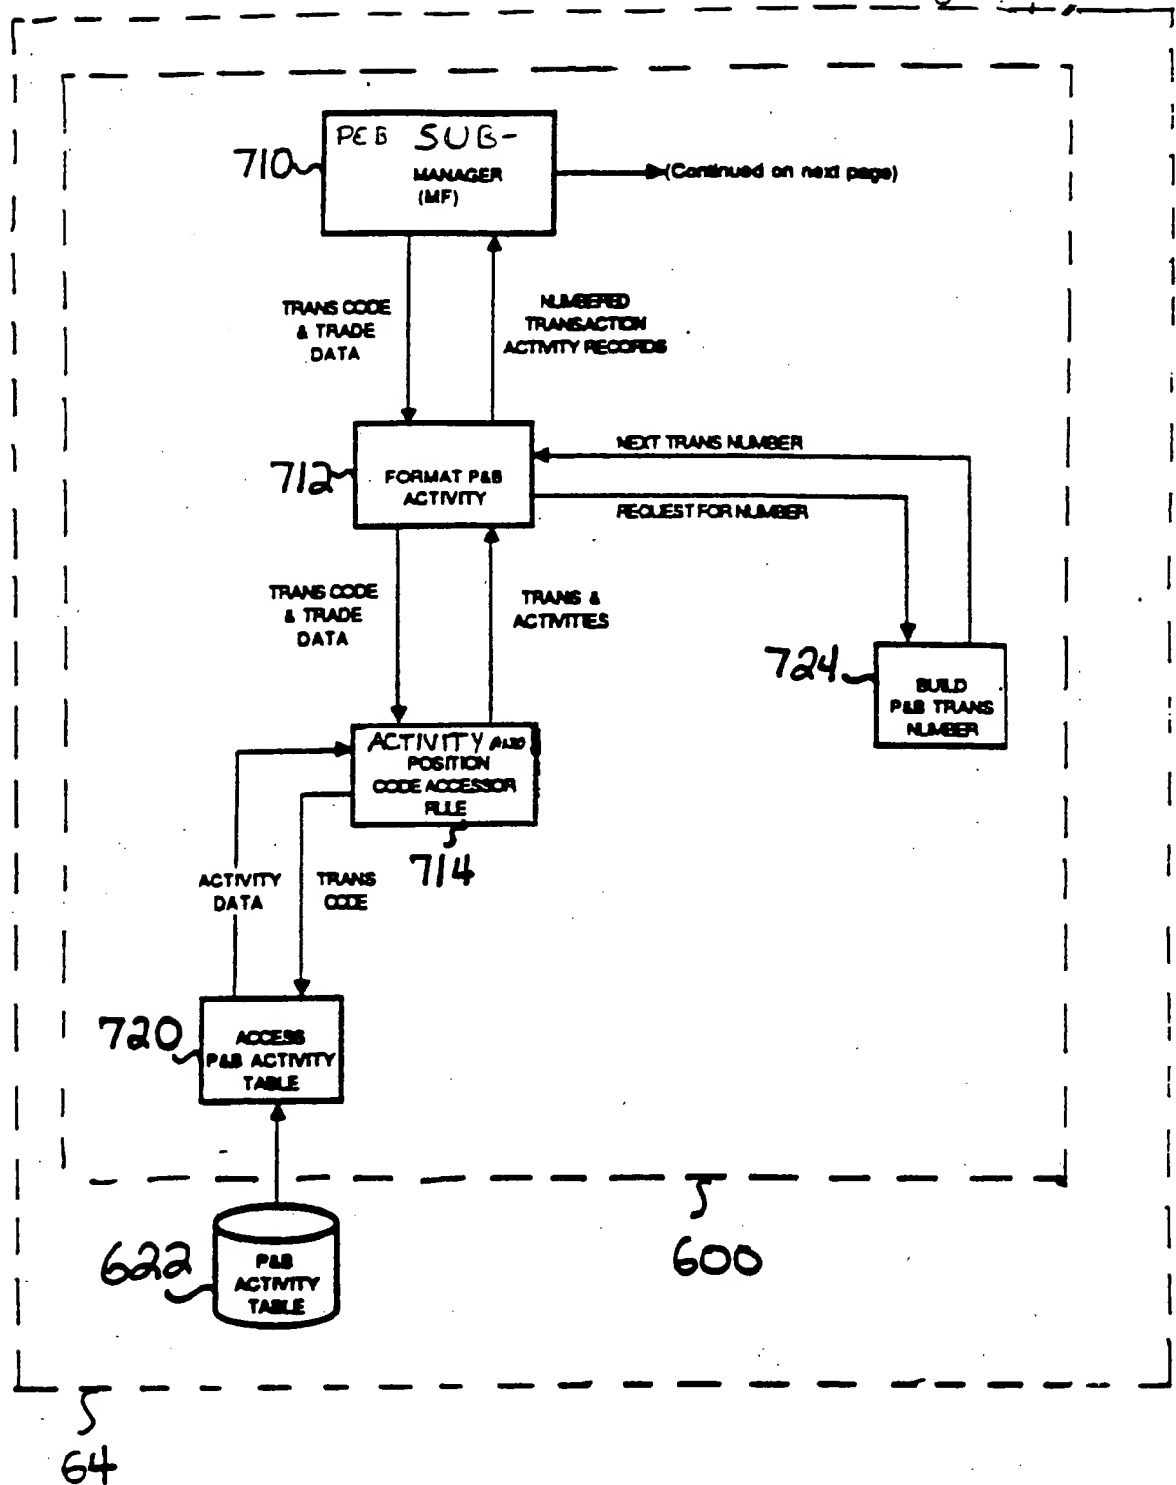 P&B SUB-
MANAGER
(MF)
710
(Continued on next page)
TRANS CODE
& TRADE
DATA
NUMBERED
TRANSACTION
ACTIVITY RECORDS
712
FORMAT P&B
ACTIVITY
NEXT TRANS NUMBER
REQUEST FOR NUMBER
TRANS CODE
& TRADE
DATA
TRANS &
ACTIVITIES
724
BUILD
P&B TRANS
NUMBER
ACTIVITY AND
POSITION
CODE ACCESSOR
RULE
714
ACTIVITY
DATA
TRANS
CODE
720
ACCESS
P&B ACTIVITY
TABLE
622
P&B
ACTIVITY
TABLE
600
64